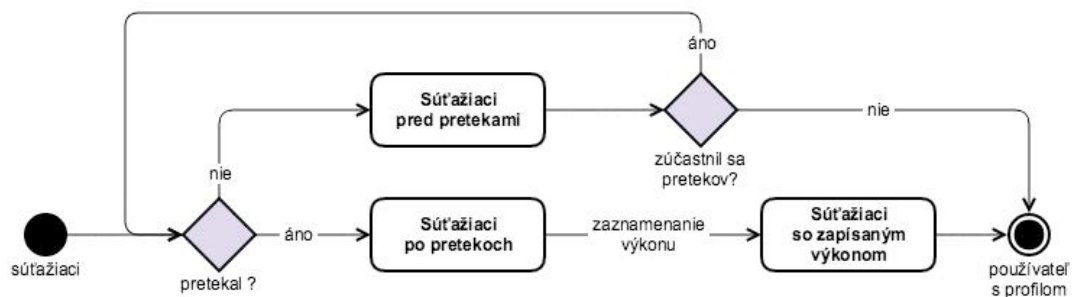 áno
Súťažiaci
pred pretekami
nie
zúčastnil sa
pretekov?
nie
súťažiaci
pretekal ?
áno
Súťažiaci
po pretekoch
zaznamenanie
výkonu
Súťažiaci
so zapísaným
výkonom
používateľ
s profilom